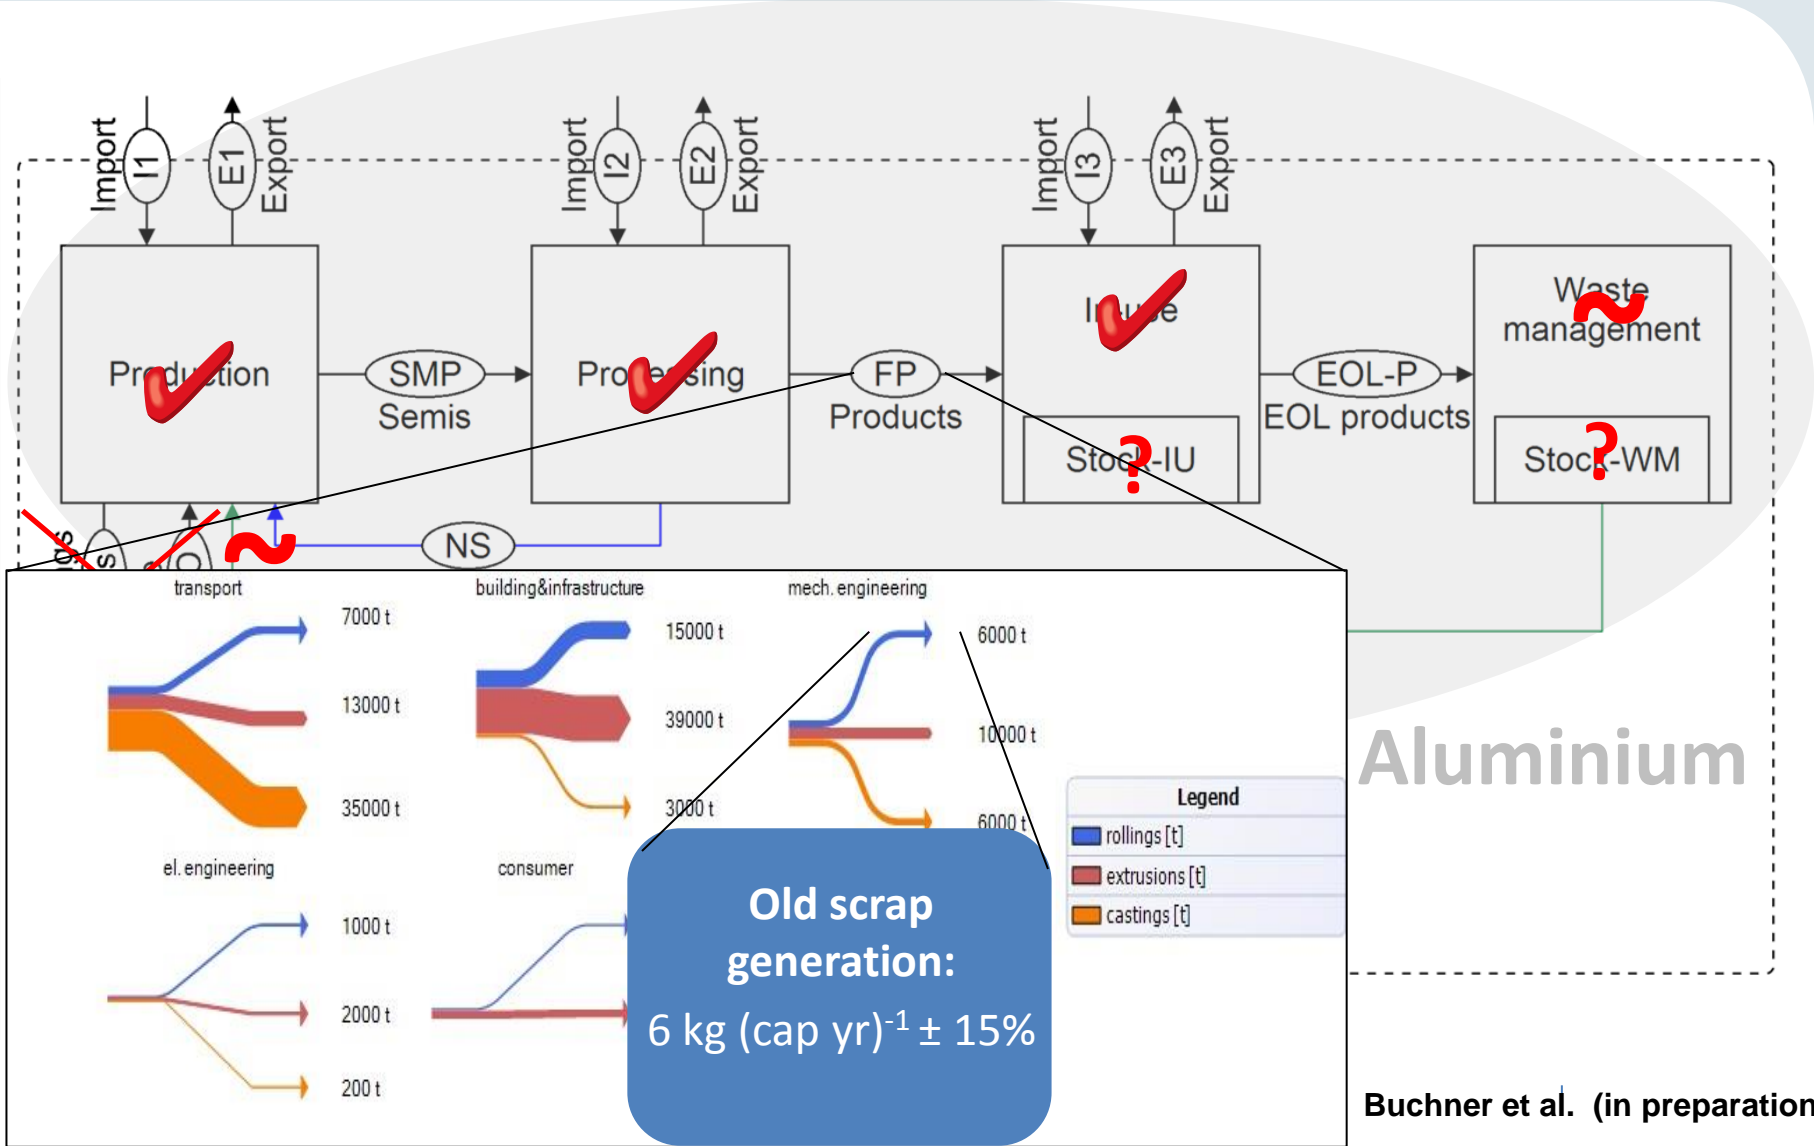 Import
I1
E1
Export
Import
I2
E2
Export
Import
I3
E3
Export
Production
SMP
Semis
Processing
FP
Products
In-use
Stock-IU
EOL-P
EOL products
Waste
management
Stock-WM
?
?
~
~
NS
transport
7000 t
13000 t
35000 t
building&infrastructure
15000 t
39000 t
3000 t
mech. engineering
6000 t
10000 t
6000 t
el. engineering
1000 t
2000 t
200 t
consumer
Old scrap
generation:
6 kg (cap yr)⁻¹ ± 15%
Legend
rollings [t]
extrusions [t]
castings [t]
Aluminium
Buchner et al. (in preparation